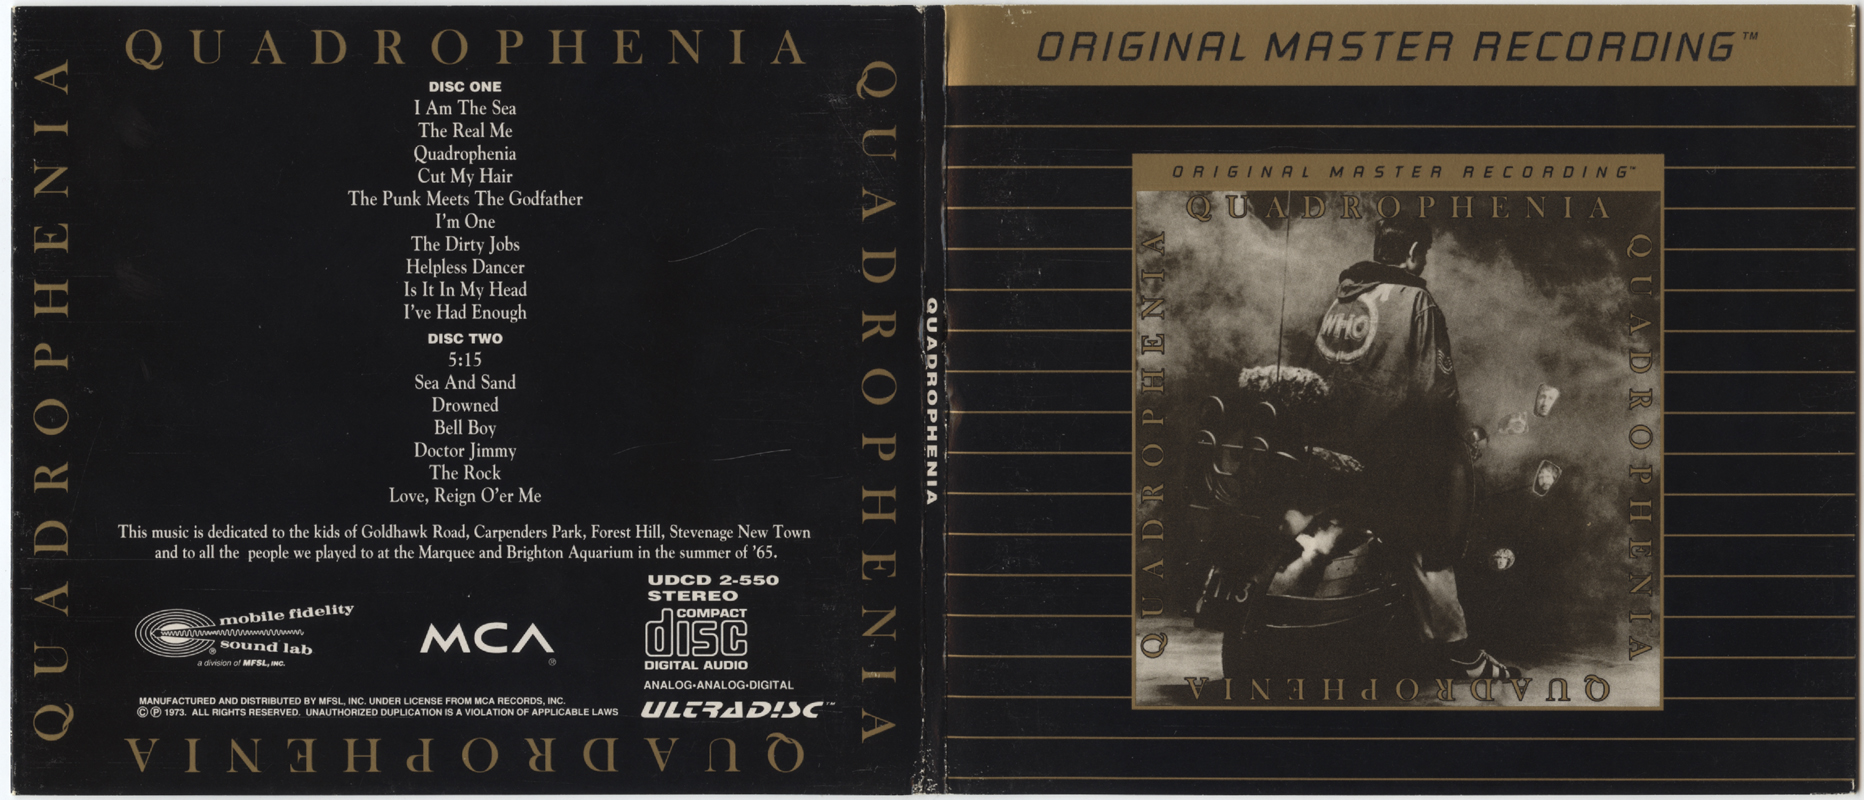 QUADROPHENIA
QUADROPHENIA
QUADROPHENIA
QUADROPHENIA
DISC ONE
I Am The Sea
The Real Me
Quadrophenia
Cut My Hair
The Punk Meets The Godfather
I'm One
The Dirty Jobs
Helpless Dancer
Is It In My Head
I've Had Enough
DISC TWO
5:15
Sea And Sand
Drowned
Bell Boy
Doctor Jimmy
The Rock
Love, Reign O'er Me
This music is dedicated to the kids of Goldhawk Road, Carpenders Park, Forest Hill, Stevenage New Town
and to all the people we played to at the Marquee and Brighton Aquarium in the summer of '65.
mobile fidelity
sound lab
®
a division of MFSL, INC.
MCA
®
UDCD 2-550
STEREO
COMPACT
disc
DIGITAL AUDIO
ANALOG•ANALOG•DIGITAL
ULTRADISC™
MANUFACTURED AND DISTRIBUTED BY MFSL, INC. UNDER LICENSE FROM MCA RECORDS, INC.
© ℗ 1973. ALL RIGHTS RESERVED. UNAUTHORIZED DUPLICATION IS A VIOLATION OF APPLICABLE LAWS
QUADROPHENIA
ORIGINAL MASTER RECORDING™
ORIGINAL MASTER RECORDING™
QUADROPHENIA
QUADROPHENIA
QUADROPHENIA
QUADROPHENIA
WHO